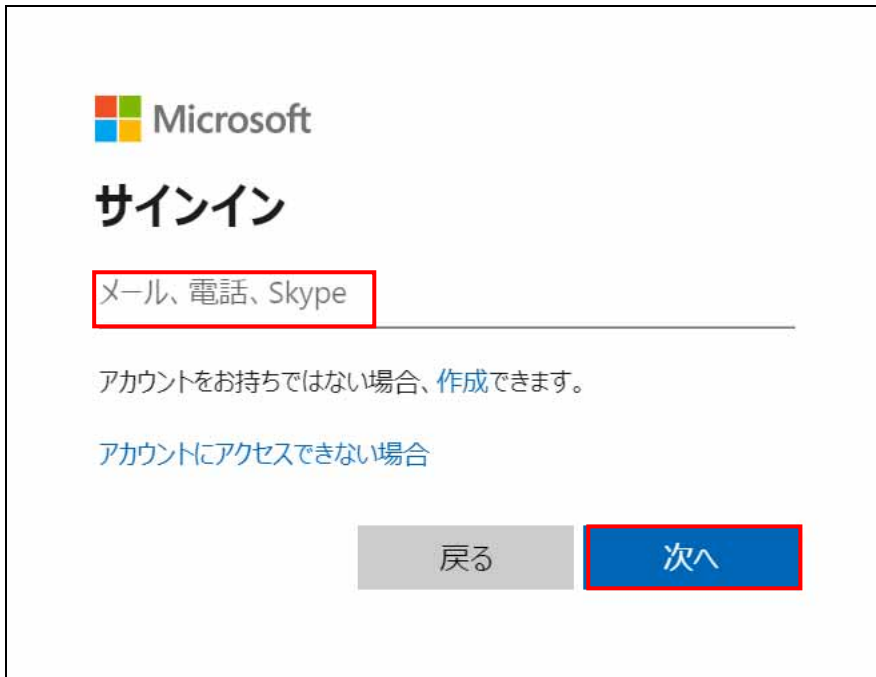 Microsoft
サインイン
メール、電話、Skype
アカウントをお持ちではない場合、作成できます。
アカウントにアクセスできない場合
戻る 次へ